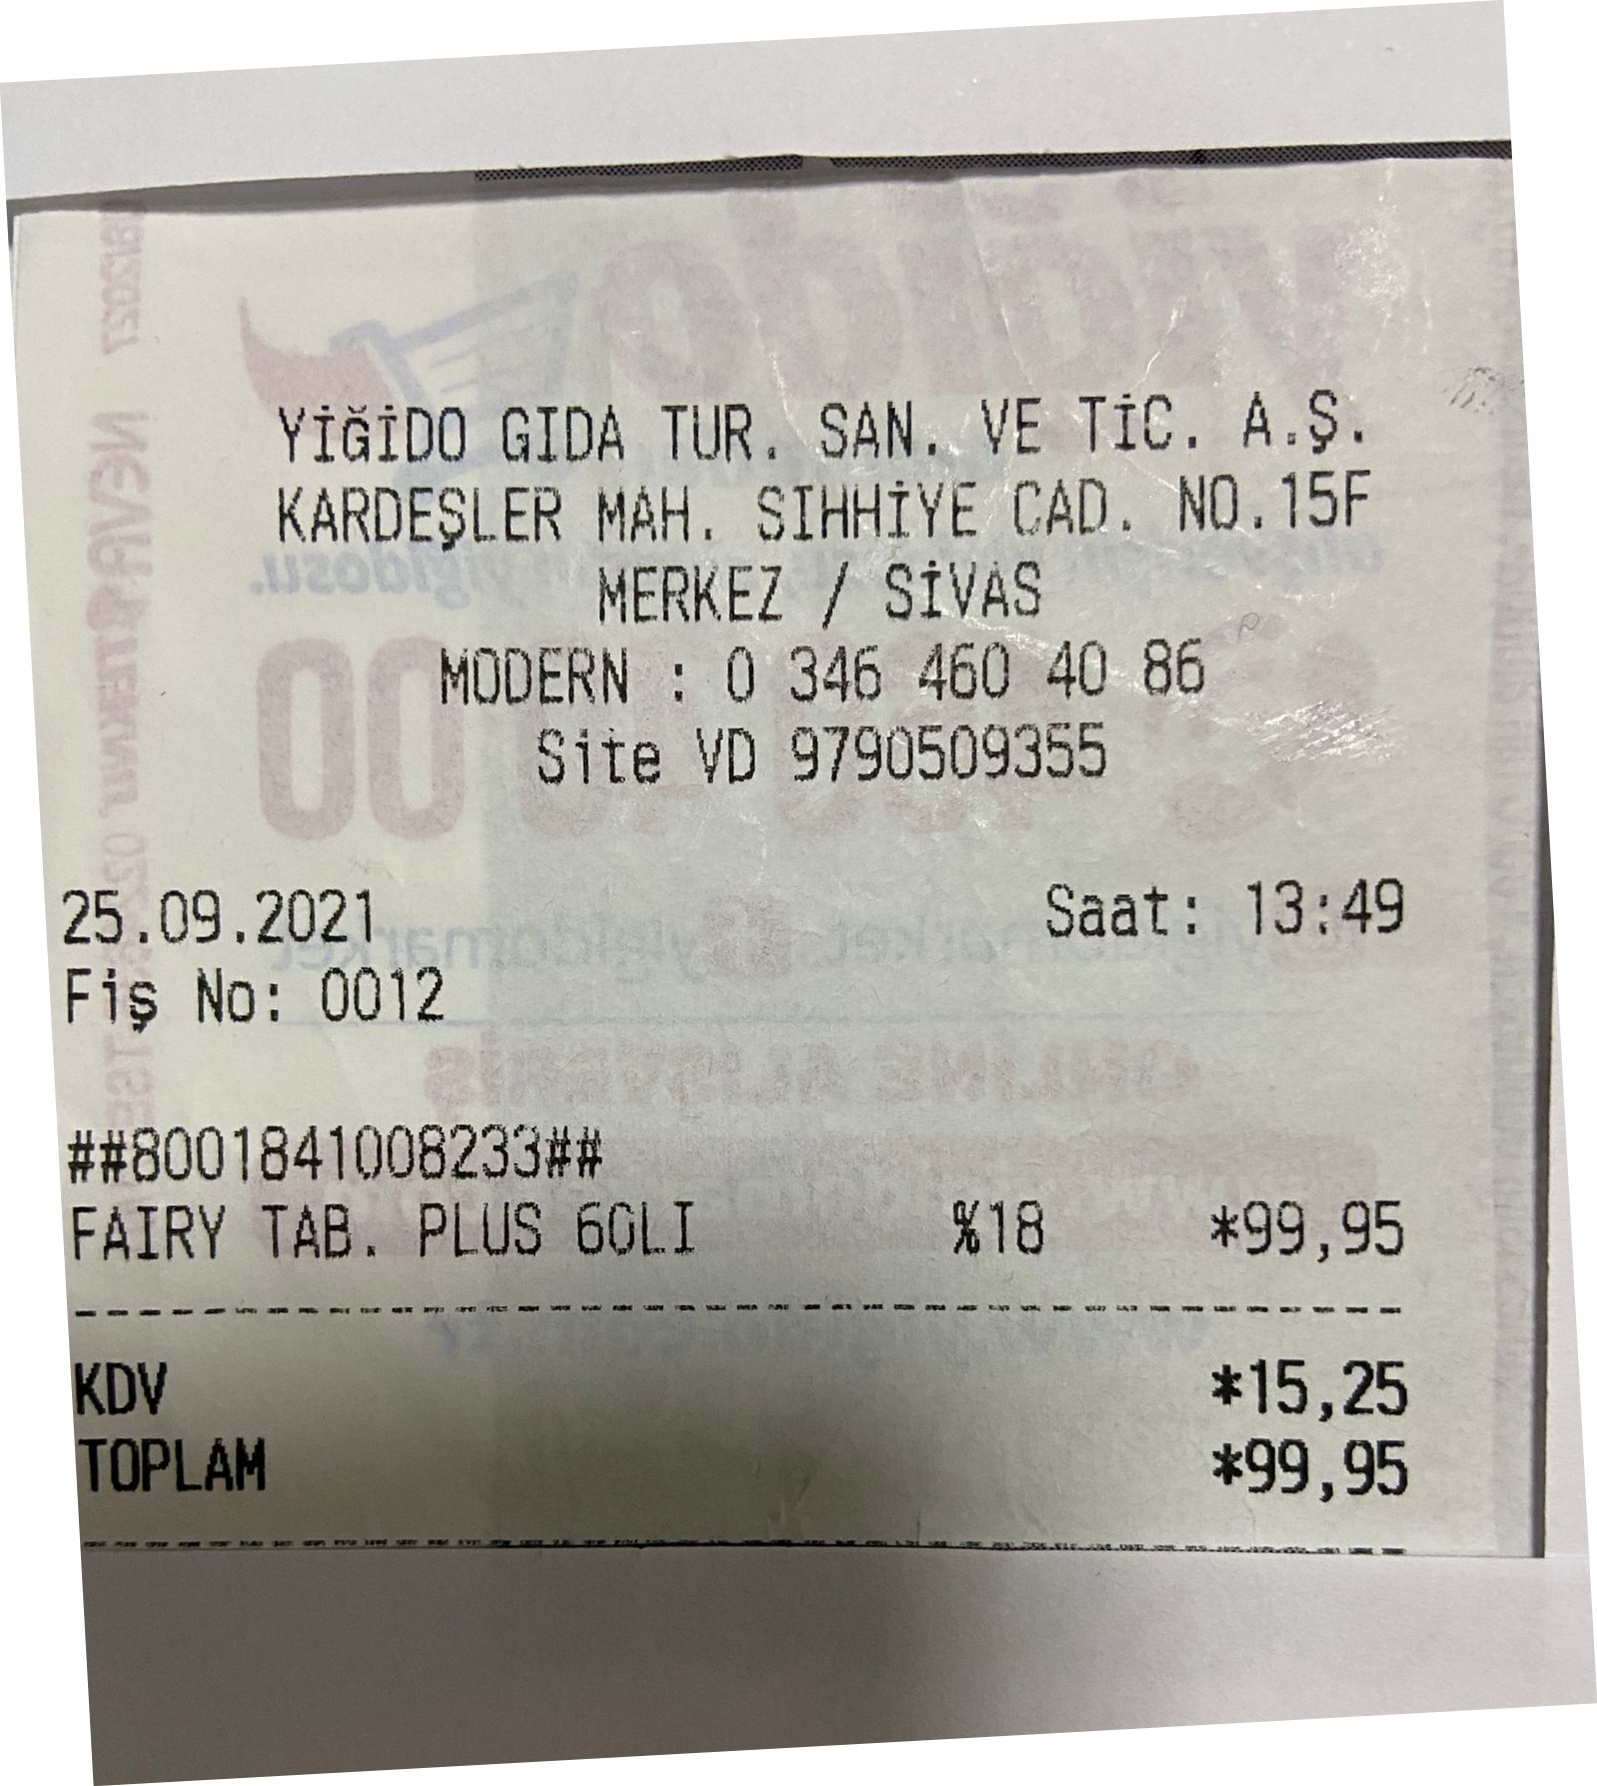 YİĞİDO GIDA TUR. SAN. VE TİC. A.Ş.
KARDEŞLER MAH. SIHHİYE CAD. NO.15F
MERKEZ / SİVAS
MODERN : 0 346 460 40 86
Site VD 9790509355
25.09.2021 Saat: 13:49
Fiş No: 0012
##8001841008233##
FAIRY TAB. PLUS 60LI %18 *99,95
KDV *15,25
TOPLAM *99,95